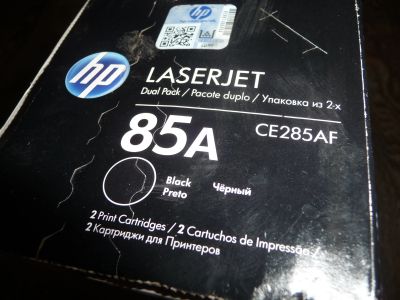 hp
hp
LASERJET
Dual Pack / Pacote duplo / Упаковка из 2-х
85A
CE285AF
Black Чёрный
Preto
2 Print Cartridges / 2 Cartuchos de Impressão /
2 Картриджи для Принтеров